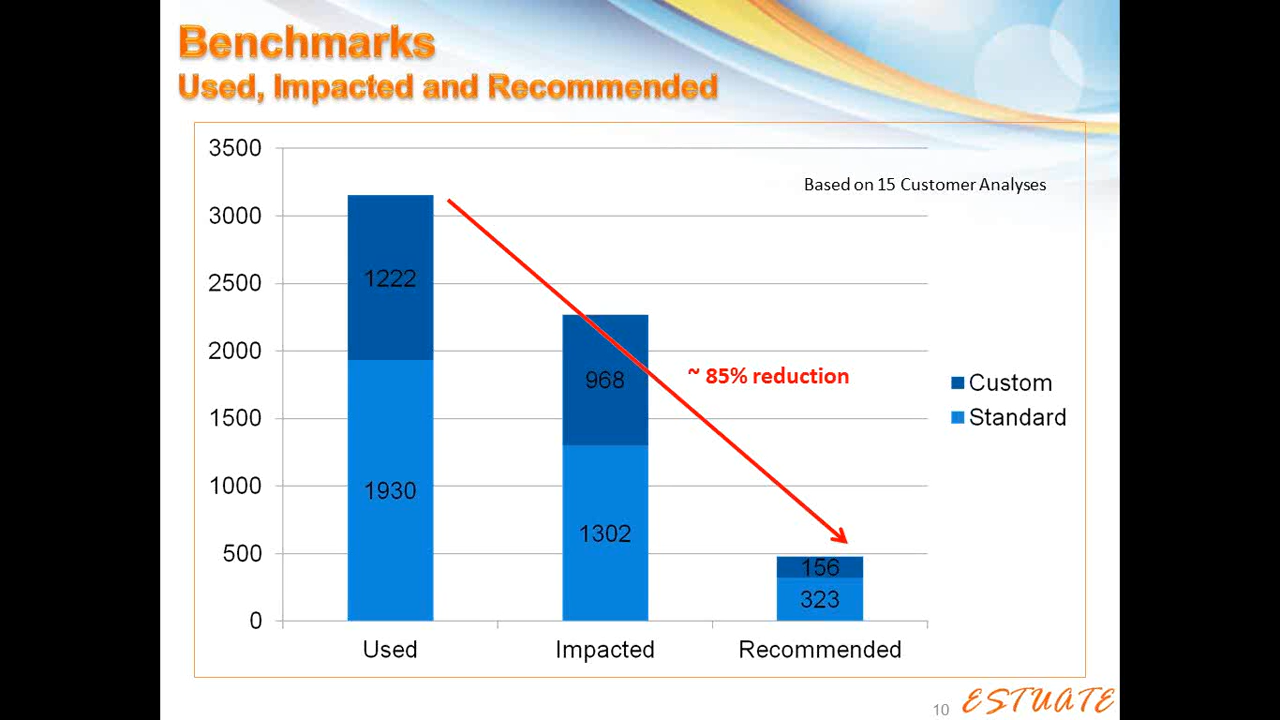 Benchmarks
Used, Impacted and Recommended
3500
Based on 15 Customer Analyses
3000
2500
1222
2000
968
~ 85% reduction
Custom
1500
Standard
1000
1930
1302
500
156
323
0
Used Impacted Recommended
10
ESTUATE